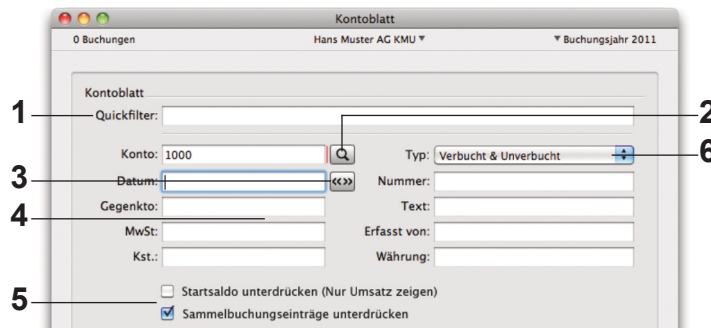 Kontoblatt
0 Buchungen Hans Muster AG KMU ▼ ▼ Buchungsjahr 2011
Kontoblatt
1 Quickfilter: 2
Konto: 1000 Typ: Verbucht & Unverbucht 6
3 Datum: «» Nummer:
Gegenkto: Text:
4
MwSt: Erfasst von:
Kst.: Währung:
5 Startsaldo unterdrücken (Nur Umsatz zeigen)
Sammelbuchungseinträge unterdrücken